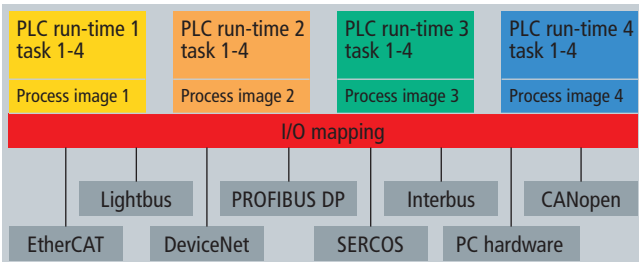 PLC run-time 1
task 1-4
Process image 1
PLC run-time 2
task 1-4
Process image 2
PLC run-time 3
task 1-4
Process image 3
PLC run-time 4
task 1-4
Process image 4
I/O mapping
Lightbus
PROFIBUS DP
Interbus
CANopen
EtherCAT
DeviceNet
SERCOS
PC hardware